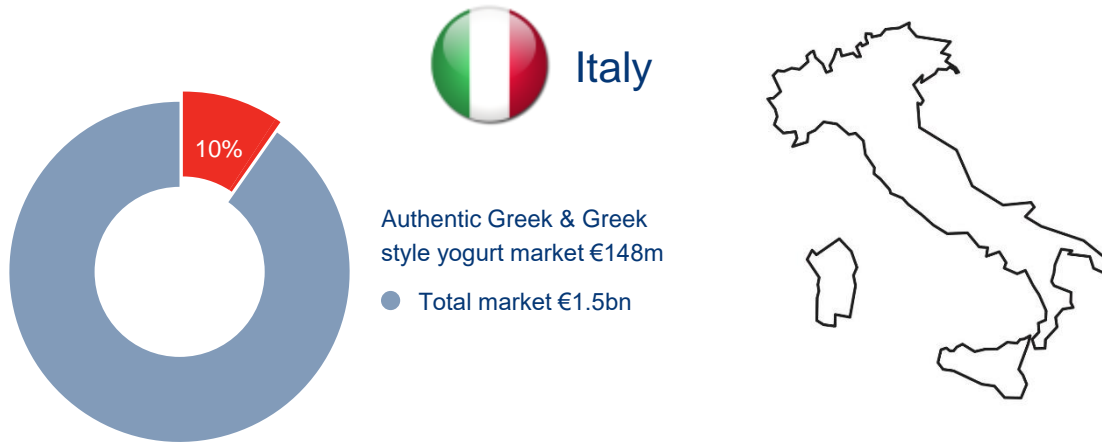 Italy
10%
Authentic Greek & Greek
style yogurt market €148m
Total market €1.5bn